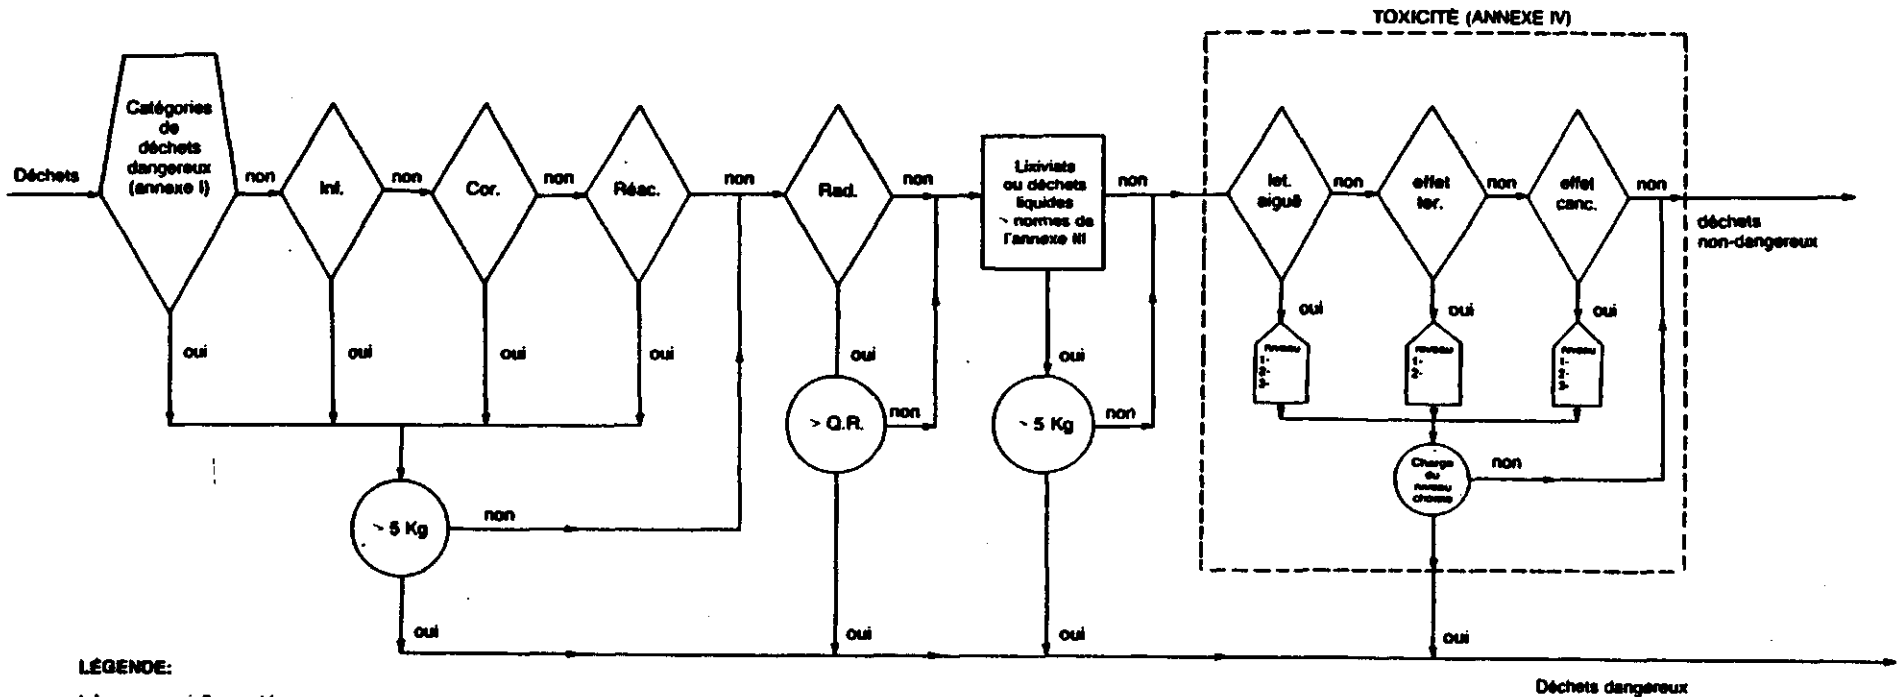 TOXICITÉ (ANNEXE IV)
Déchets
Catégories
de
déchets
dangereux
(annexe I)
non
Inf.
non
Cor.
non
Réac.
non
Rad.
non
Lixiviats
ou déchets
liquides
> normes de
l'annexe III
non
let.
aiguë
non
effet
ter.
non
effet
canc.
non
déchets
non-dangereux
oui
oui
oui
oui
oui
oui
oui
oui
oui
niveau
1-
2-
3-
niveau
1-
2-
niveau
1-
2-
3-
> Q.R.
non
> 5 Kg
non
Charge
du
niveau
non
> 5 Kg
non
oui
oui
oui
oui
Déchets dangereux
LÉGENDE: